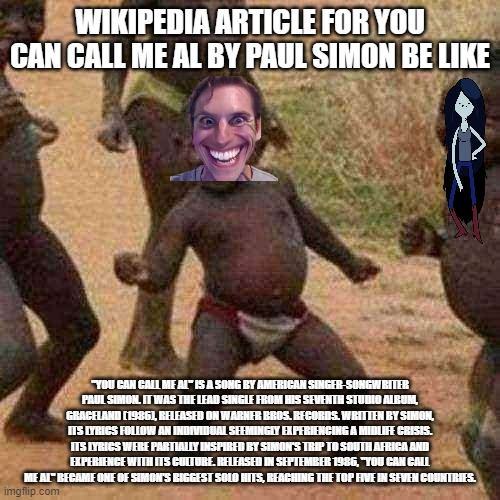 WIKIPEDIA ARTICLE FOR YOU
CAN CALL ME AL BY PAUL SIMON BE LIKE
"YOU CAN CALL ME AL" IS A SONG BY AMERICAN SINGER-SONGWRITER
PAUL SIMON. IT WAS THE LEAD SINGLE FROM HIS SEVENTH STUDIO ALBUM,
GRACELAND (1986), RELEASED ON WARNER BROS. RECORDS. WRITTEN BY SIMON,
ITS LYRICS FOLLOW AN INDIVIDUAL SEEMINGLY EXPERIENCING A MIDLIFE CRISIS.
ITS LYRICS WERE PARTIALLY INSPIRED BY SIMON'S TRIP TO SOUTH AFRICA AND
EXPERIENCE WITH ITS CULTURE. RELEASED IN SEPTEMBER 1986, "YOU CAN CALL
ME AL" BECAME ONE OF SIMON'S BIGGEST SOLO HITS, REACHING THE TOP FIVE IN SEVEN COUNTRIES.
imgflip.com